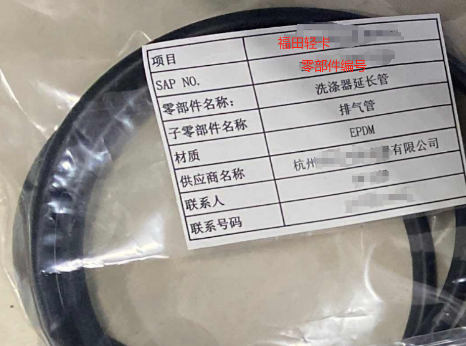 项目 福田轻卡
SAP NO. 零部件编号
零部件名称： 洗涤器延长管
子零部件名称 排气管
材质 EPDM
供应商名称 杭州 有限公司
联系人
联系号码